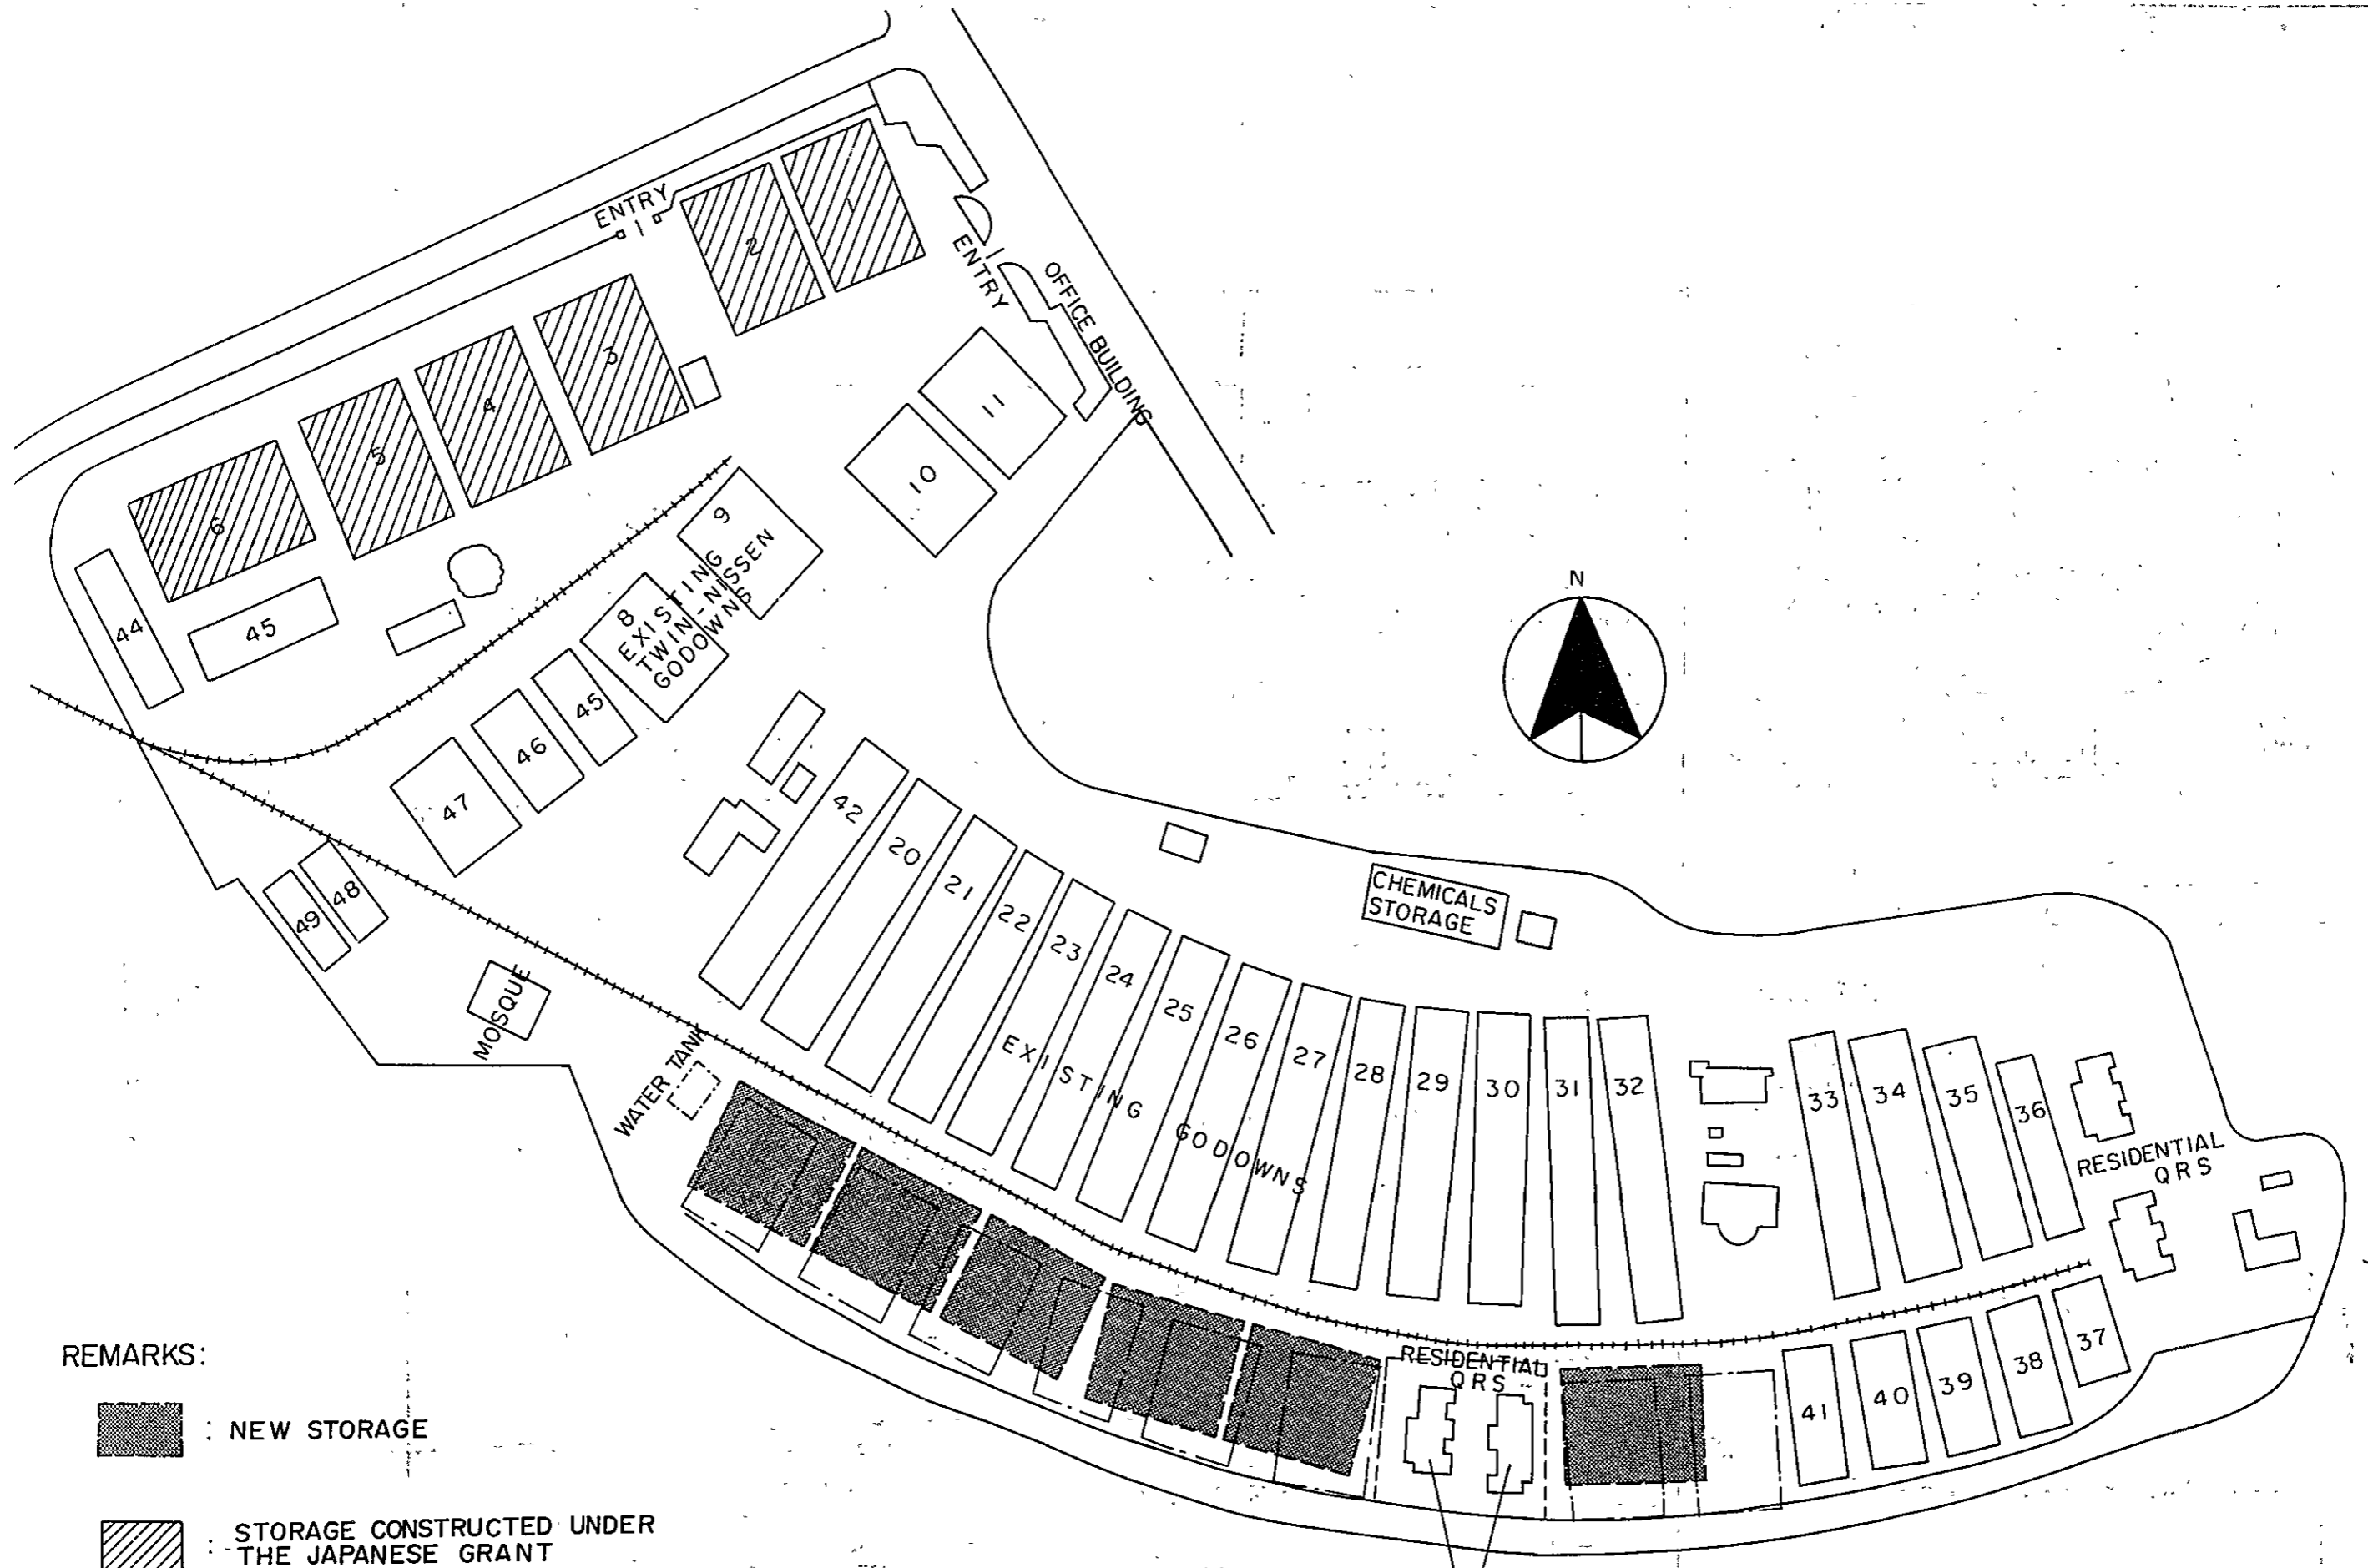 ENTRY
1
2
ENTRY
OFFICE BUILDING
3
4
5
6
11
10
9
8
EXISTING
TWIN-NISSEN
GODOWNS
44
45
45
46
47
48
49
MOSQUE
WATER TANK
N
CHEMICALS
STORAGE
42
20
21
22
23
24
25
26
27
28
29
30
31
32
33
34
35
36
EXISTING
GODOWNS
RESIDENTIAL
QRS
RESIDENTIAL
QRS
41
40
39
38
37
REMARKS:
: NEW STORAGE
: STORAGE CONSTRUCTED UNDER
THE JAPANESE GRANT